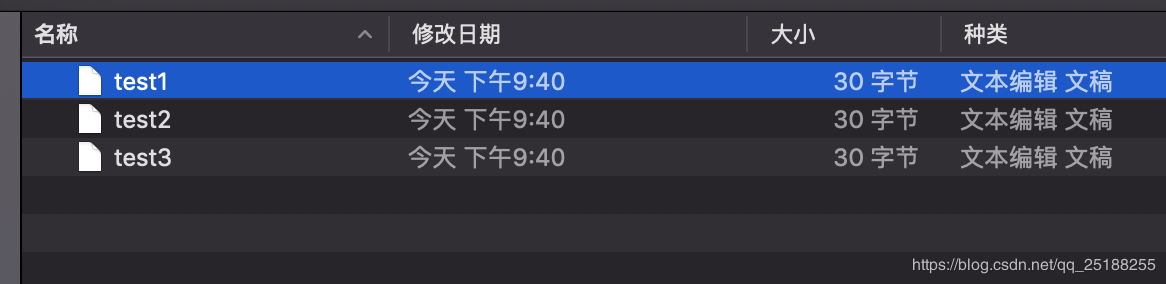 名称 修改日期 大小 种类
test1 今天 下午9:40 30 字节 文本编辑 文稿
test2 今天 下午9:40 30 字节 文本编辑 文稿
test3 今天 下午9:40 30 字节 文本编辑 文稿
https://blog.csdn.net/qq_25188255